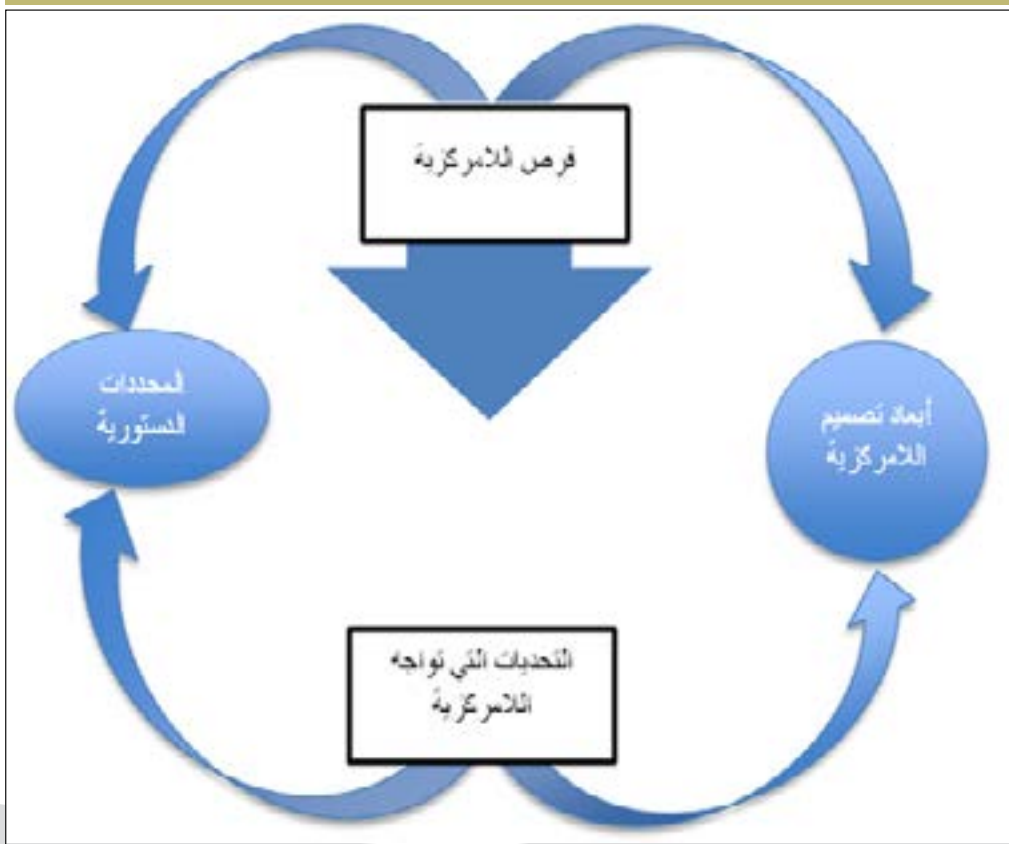 فرص اللامركزية
المحددات
الدستورية
أبعاد تصميم
اللامركزية
التحديات التي تواجه
اللامركزية